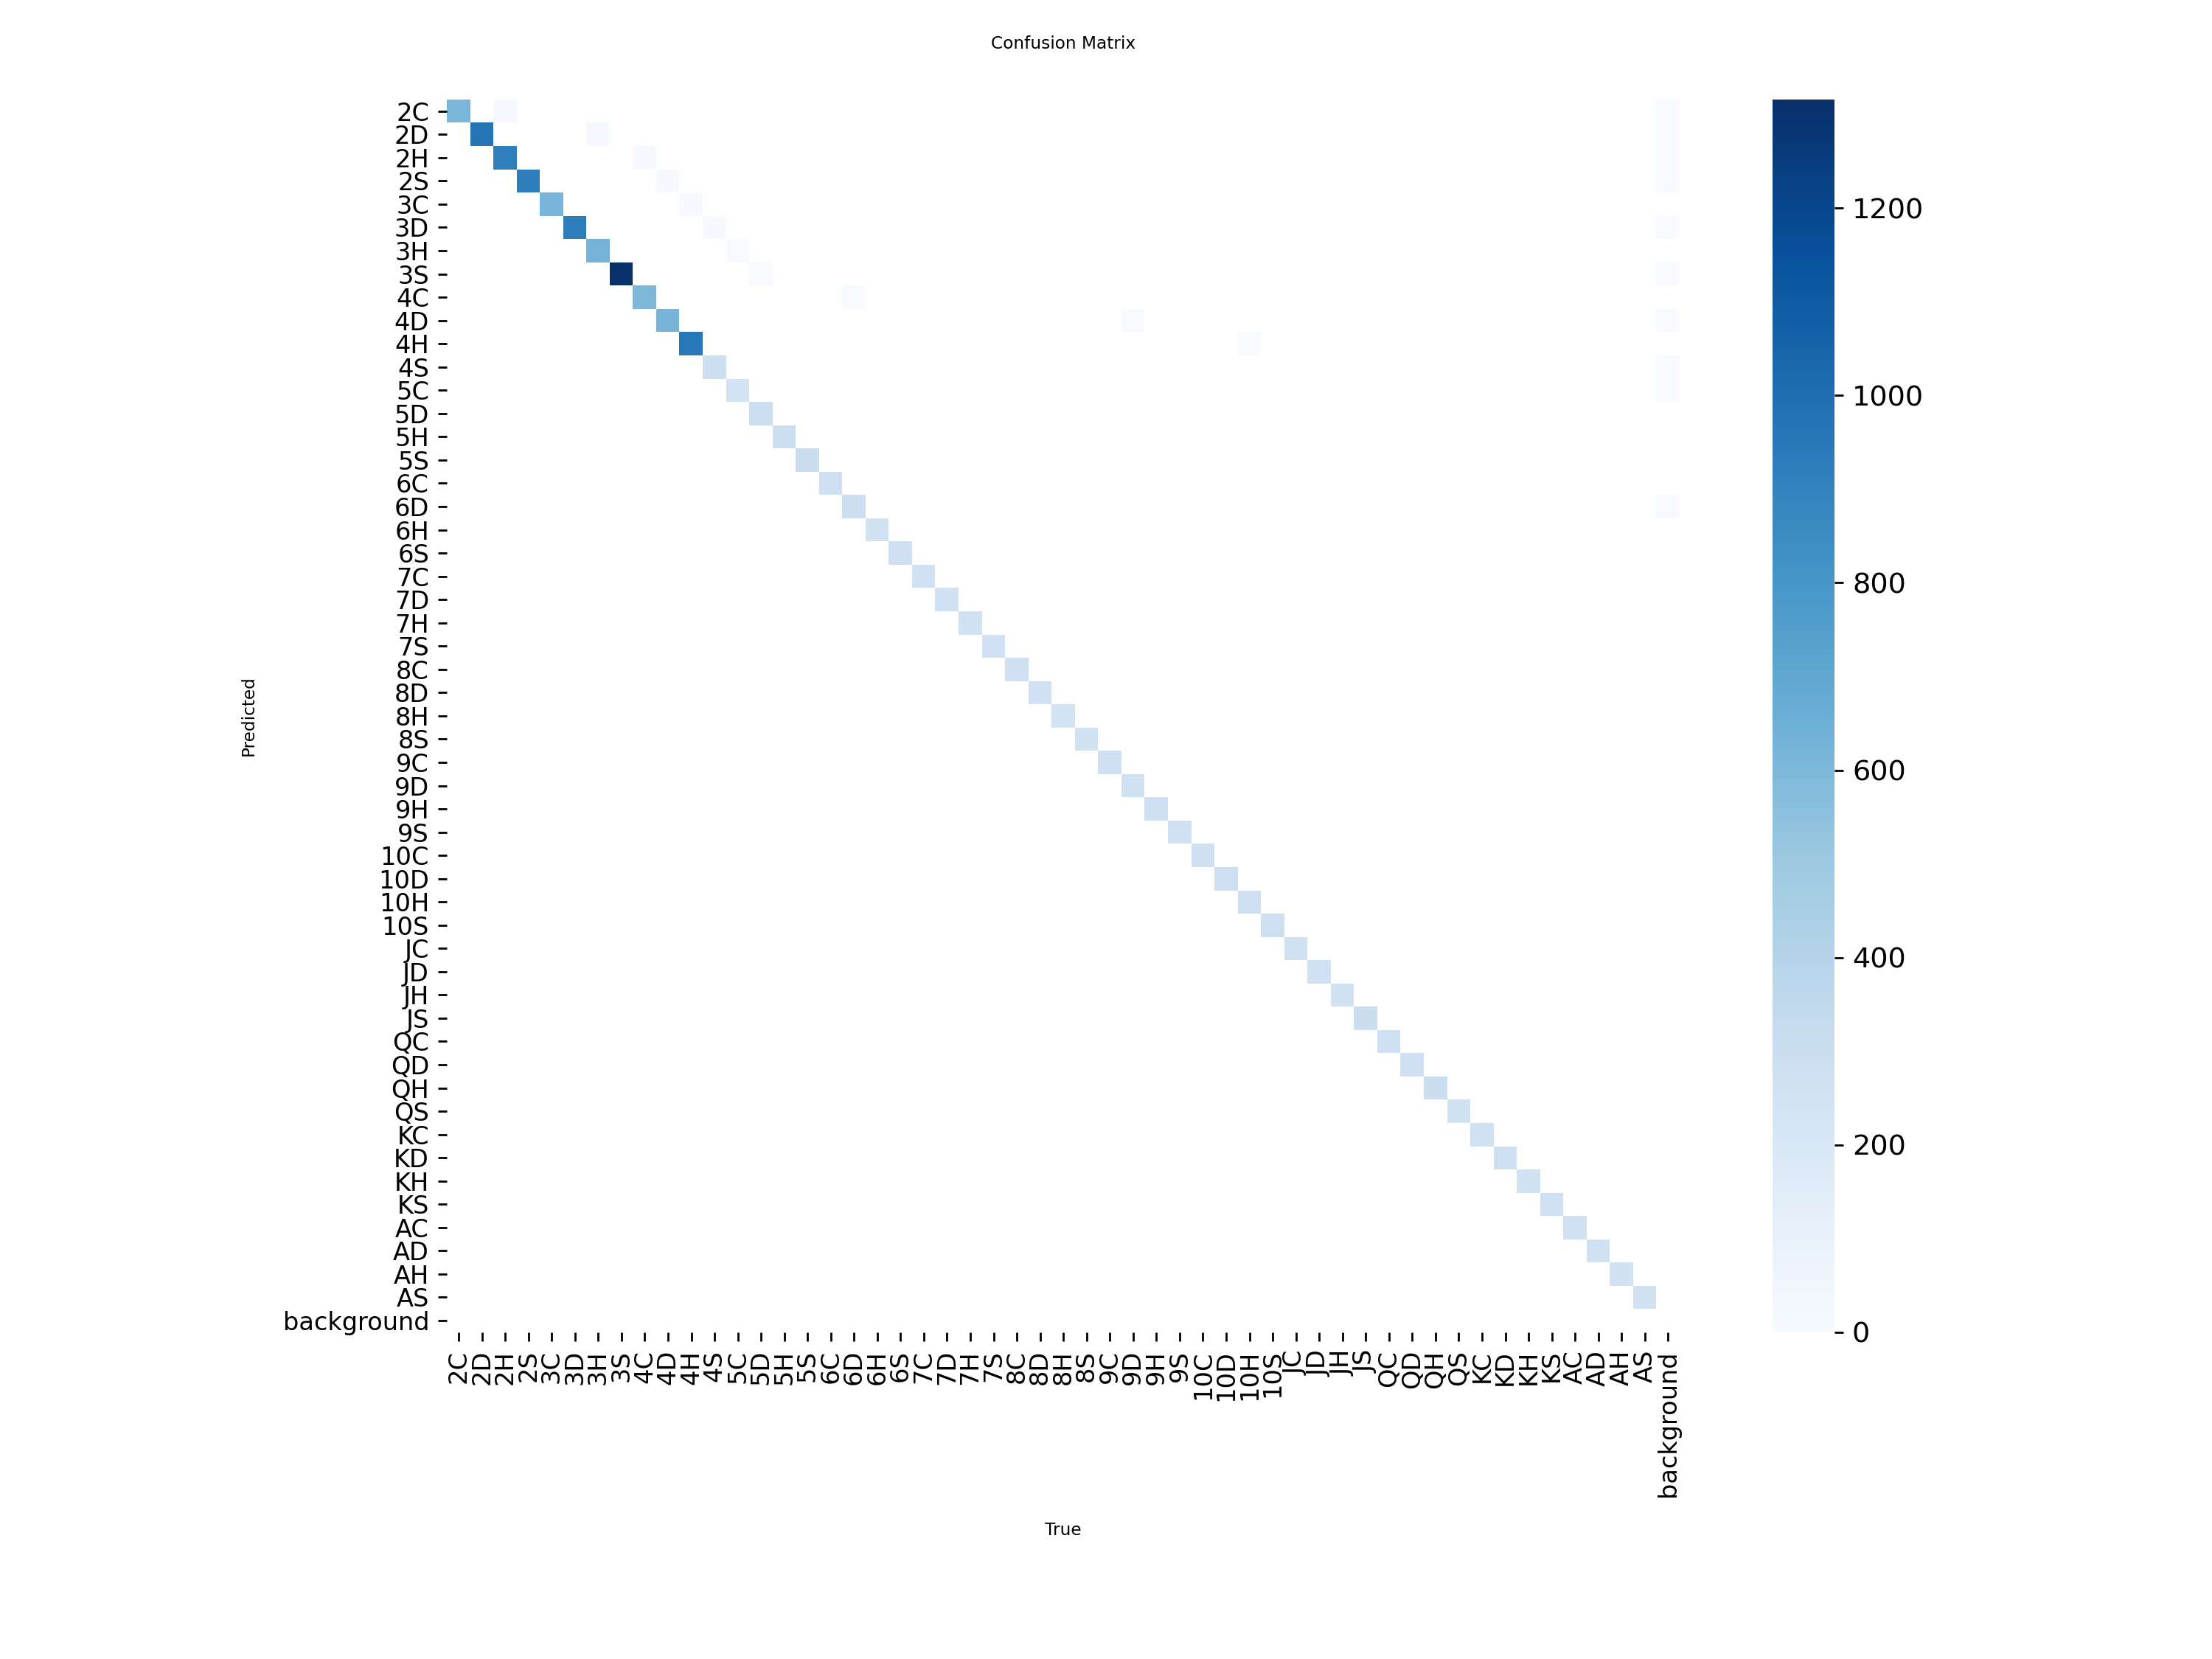 Confusion Matrix
2C
2D
2H
2S
3C
3D
3H
3S
4C
4D
4H
4S
5C
5D
5H
5S
6C
6D
6H
6S
7C
7D
7H
7S
8C
8D
8H
8S
9C
9D
9H
9S
10C
10D
10H
10S
JC
JD
JH
JS
QC
QD
QH
QS
KC
KD
KH
KS
AC
AD
AH
AS
background
Predicted
2C
2D
2H
2S
3C
3D
3H
3S
4C
4D
4H
4S
5C
5D
5H
5S
6C
6D
6H
6S
7C
7D
7H
7S
8C
8D
8H
8S
9C
9D
9H
9S
10C
10D
10H
10S
JC
JD
JH
JS
QC
QD
QH
QS
KC
KD
KH
KS
AC
AD
AH
AS
background
True
1200
1000
800
600
400
200
0